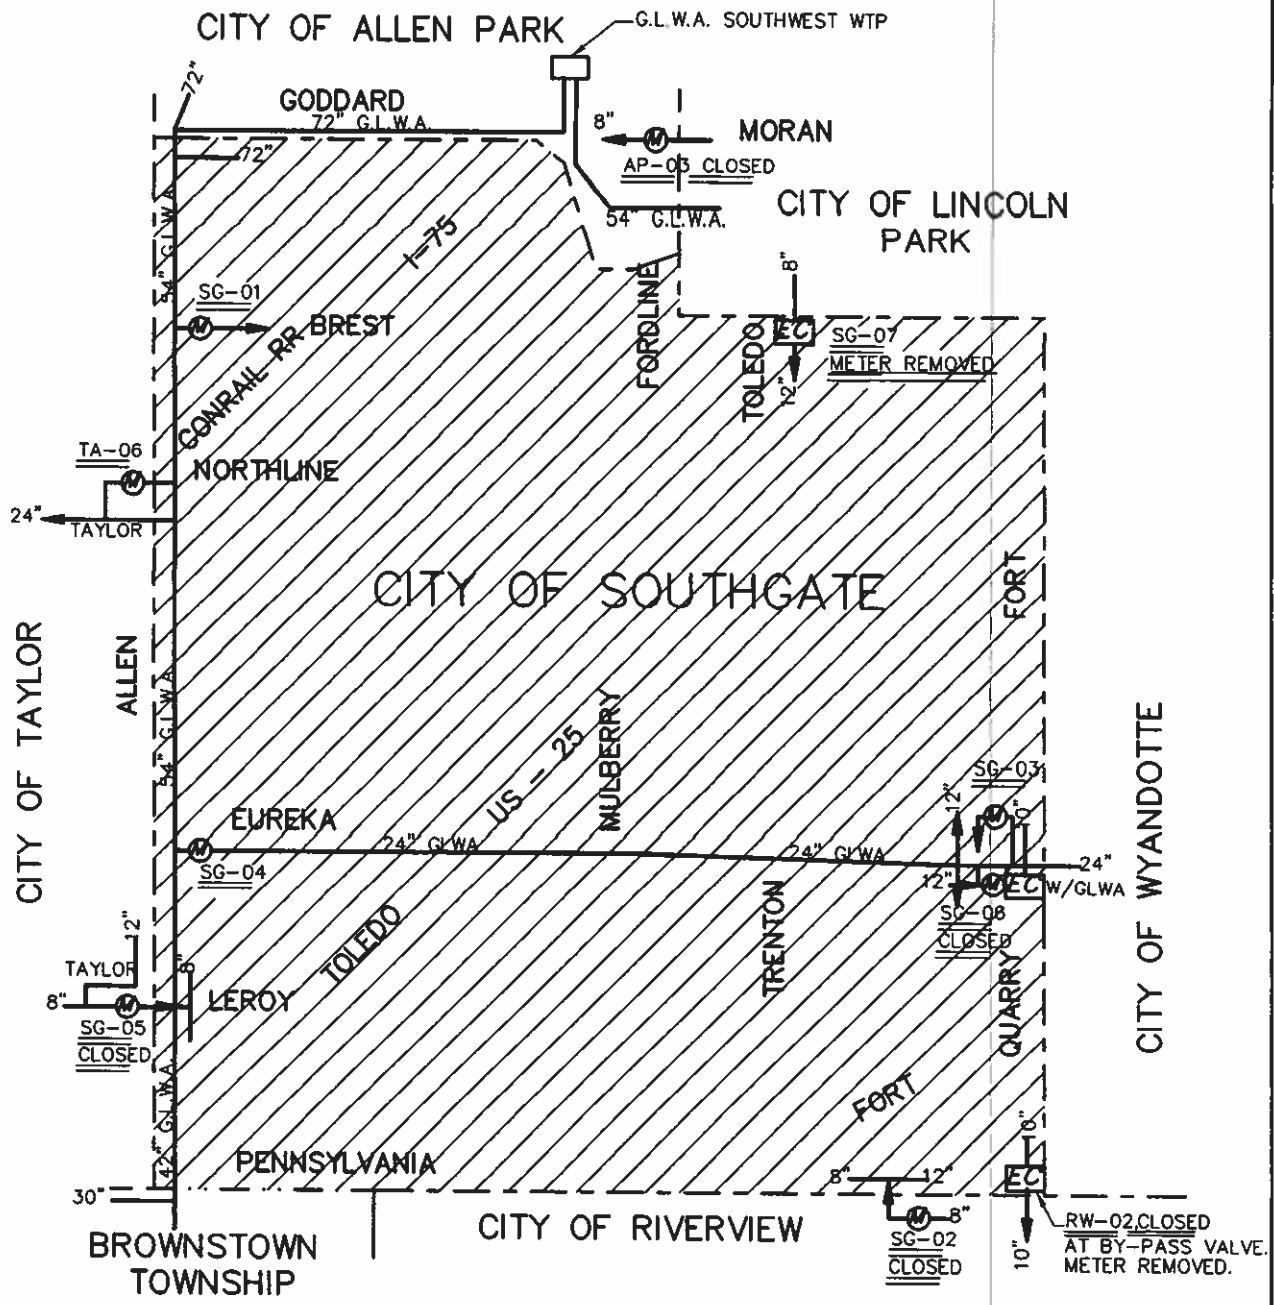 CITY OF ALLEN PARK
G.L.W.A. SOUTHWEST WTP
72"
GODDARD
72" G.L.W.A.
8"
M
MORAN
AP-03 CLOSED
72"
54" G.L.W.A.
CITY OF LINCOLN
PARK
54" G.L.W.A.
I-75
8"
SG-01
M
BREST
FORDLINE
TOLEDO
EC
SG-07
METER REMOVED
12"
CONRAIL RR
TA-06
M
NORTHLINE
24"
TAYLOR
CITY OF SOUTHGATE
FORT
CITY OF TAYLOR
ALLEN
54" G.L.W.A.
US - 25
MULBERRY
CITY OF WYANDOTTE
SG-03
12"
M
10"
EUREKA
M
24" GLWA
24" GLWA
24"
SG-04
12"
M
EC
W/GLWA
SG-06
CLOSED
TOLEDO
TRENTON
QUARRY
12"
TAYLOR
8"
8"
M
LEROY
SG-05
CLOSED
42" G.L.W.A.
FORT
10"
PENNSYLVANIA
8"
12"
EC
30"
CITY OF RIVERVIEW
M
8"
SG-02
CLOSED
10"
RW-02,CLOSED
AT BY-PASS VALVE.
METER REMOVED.
BROWNSTOWN
TOWNSHIP